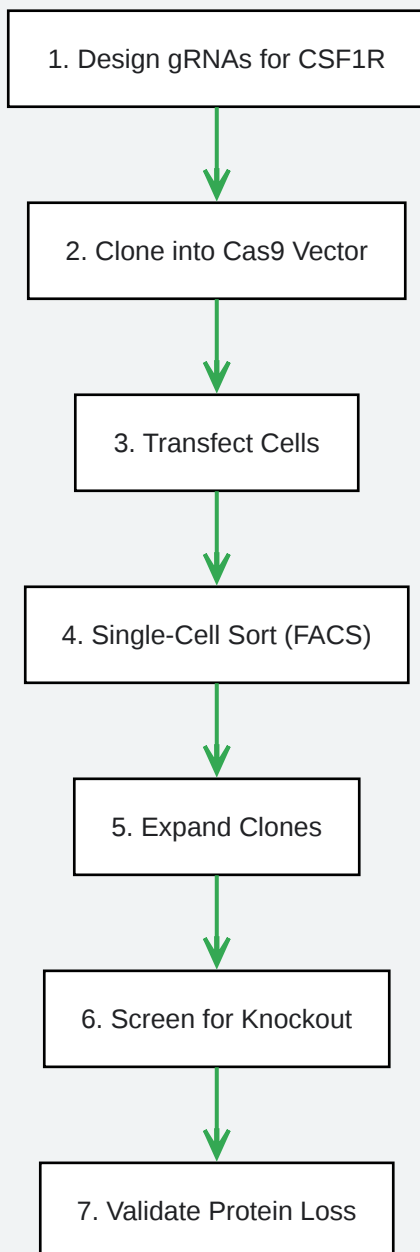 1. Design gRNAs for CSF1R
2. Clone into Cas9 Vector
3. Transfect Cells
4. Single-Cell Sort (FACS)
5. Expand Clones
6. Screen for Knockout
7. Validate Protein Loss